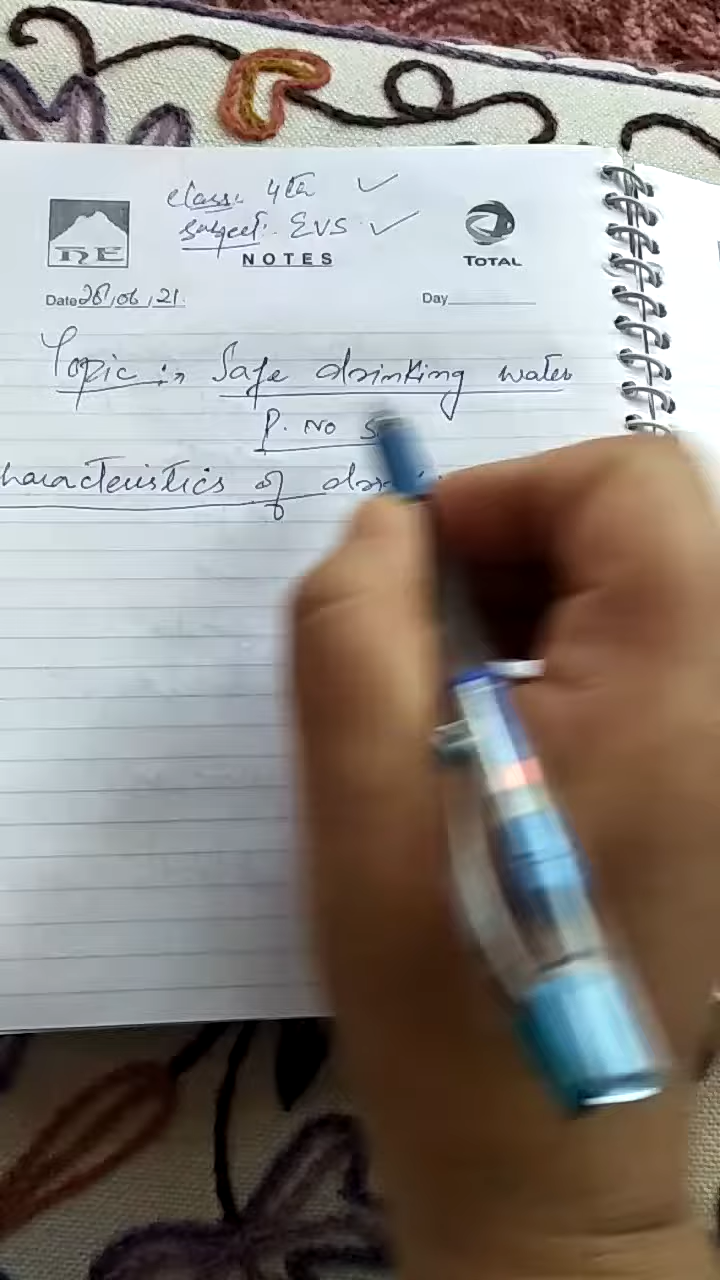 class: 4th ✓
subject:- EVS ✓
HE
NOTES
TOTAL
Date 28/06/21.
Day
Topic :- Safe drinking water
P. No
haracteristics of